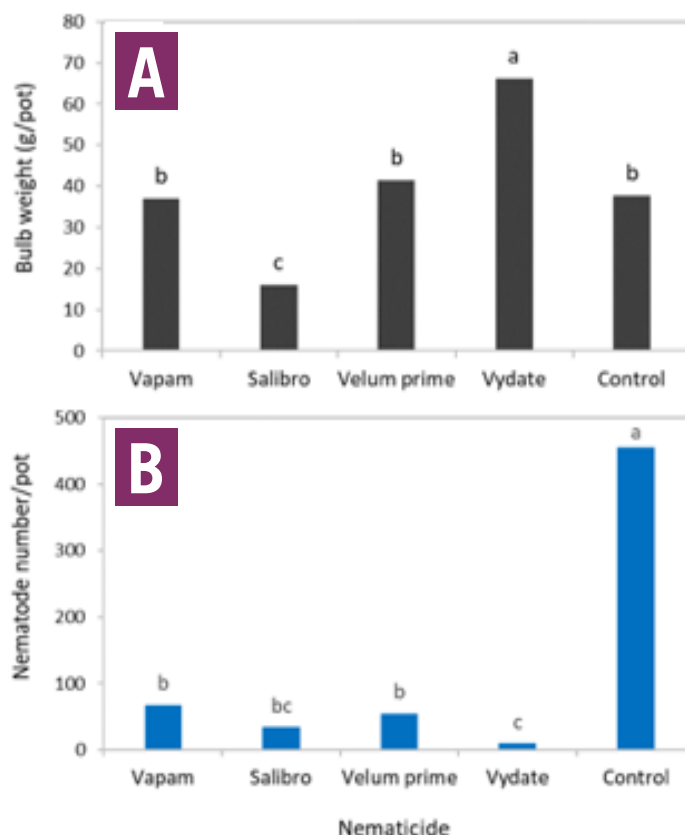 A
Bulb weight (g/pot)
80
70
60
50
40
30
20
10
0
b
c
b
a
b
Vapam Salibro Velum prime Vydate Control
B
Nematode number/pot
500
400
300
200
100
0
b
bc
b
c
a
Vapam Salibro Velum prime Vydate Control
Nematicide